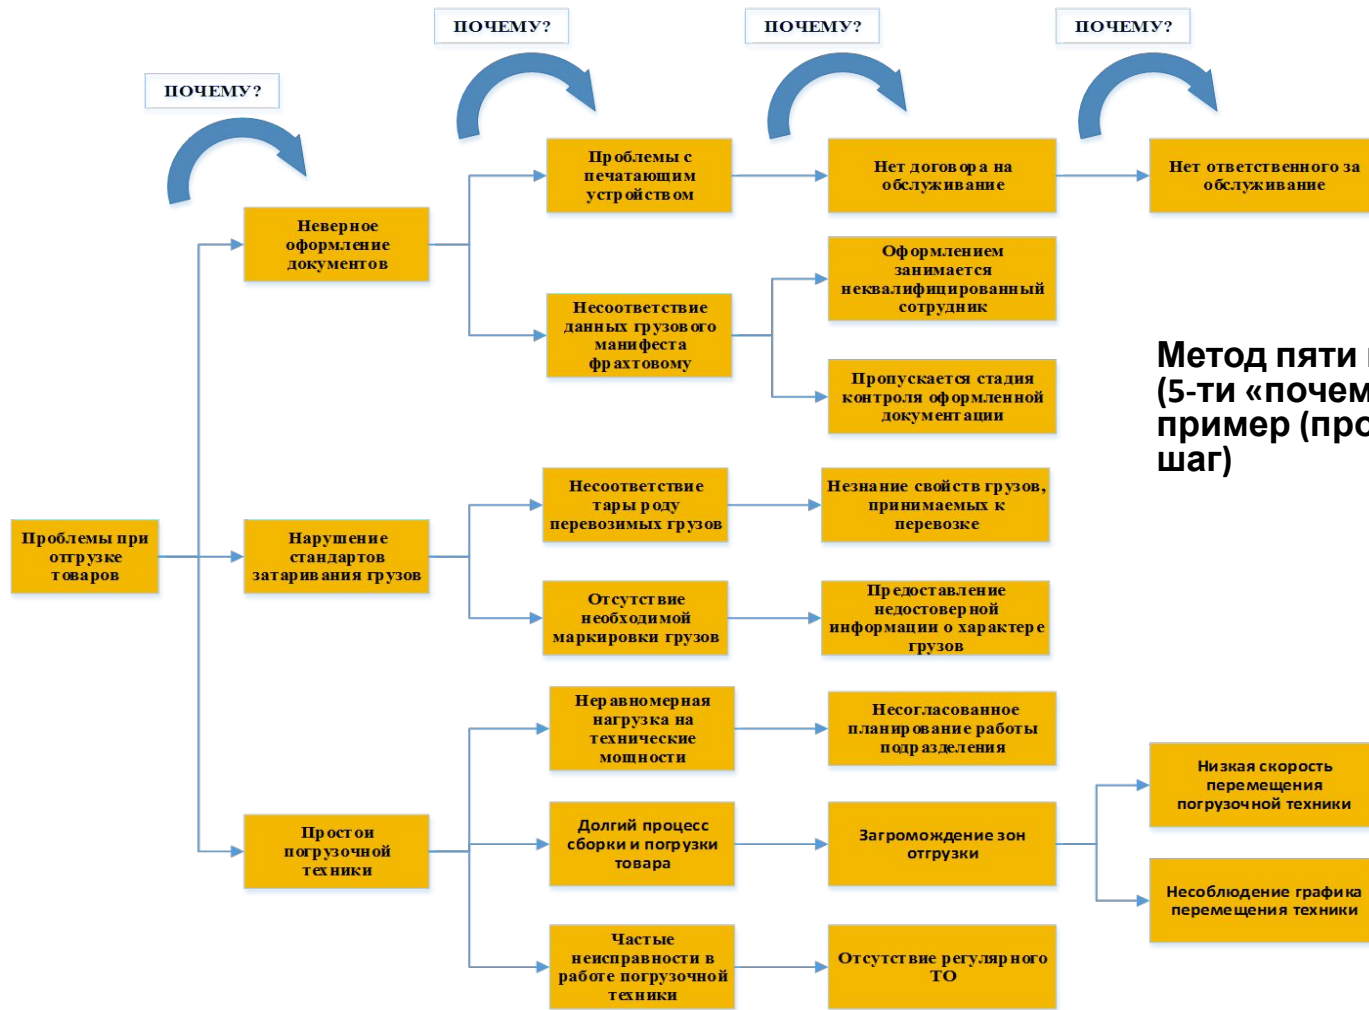 ПОЧЕМУ?
ПОЧЕМУ?
ПОЧЕМУ?
ПОЧЕМУ?
Проблемы при
отгрузке
товаров
Неверное
оформление
документов
Проблемы с
печатающим
устройством
Нет договора на
обслуживание
Нет ответственного за
обслуживание
Несоответствие
данных грузового
манифеста
фрахтовому
Оформлением
занимается
неквалифицированный
сотрудник
Пропускается стадия
контроля оформленной
документации
Метод пяти
(5-ти «почем
пример (про
шаг)
Нарушение
стандартов
затаривания грузов
Несоответствие
тары роду
перевозимых грузов
Незнание свойств грузов,
принимаемых к
перевозке
Отсутствие
необходимой
маркировки грузов
Предоставление
недостоверной
информации о характере
грузов
Простои
погрузочной
техники
Неравномерная
нагрузка на
технические
мощности
Несогласованное
планирование работы
подразделения
Долгий процесс
сборки и погрузки
товара
Загромождение зон
отгрузки
Низкая скорость
перемещения
погрузочной техники
Несоблюдение графика
перемещения техники
Частые
неисправности в
работе погрузочной
техники
Отсутствие регулярного
ТО